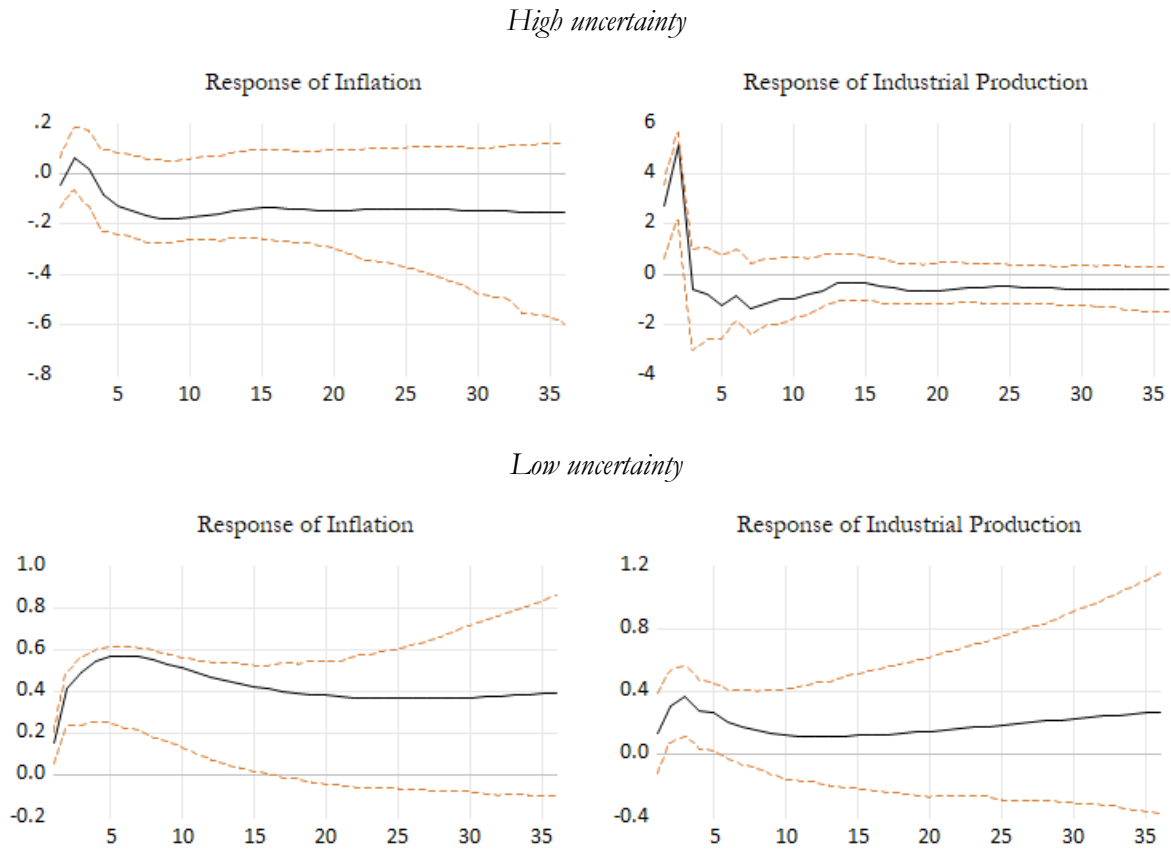 High uncertainty
Response of Inflation
.2
.0
-.2
-.4
-.6
-.8
5 10 15 20 25 30 35
Response of Industrial Production
6
4
2
0
-2
-4
5 10 15 20 25 30 35
Low uncertainty
Response of Inflation
1.0
0.8
0.6
0.4
0.2
0.0
-0.2
5 10 15 20 25 30 35
Response of Industrial Production
1.2
0.8
0.4
0.0
-0.4
5 10 15 20 25 30 35